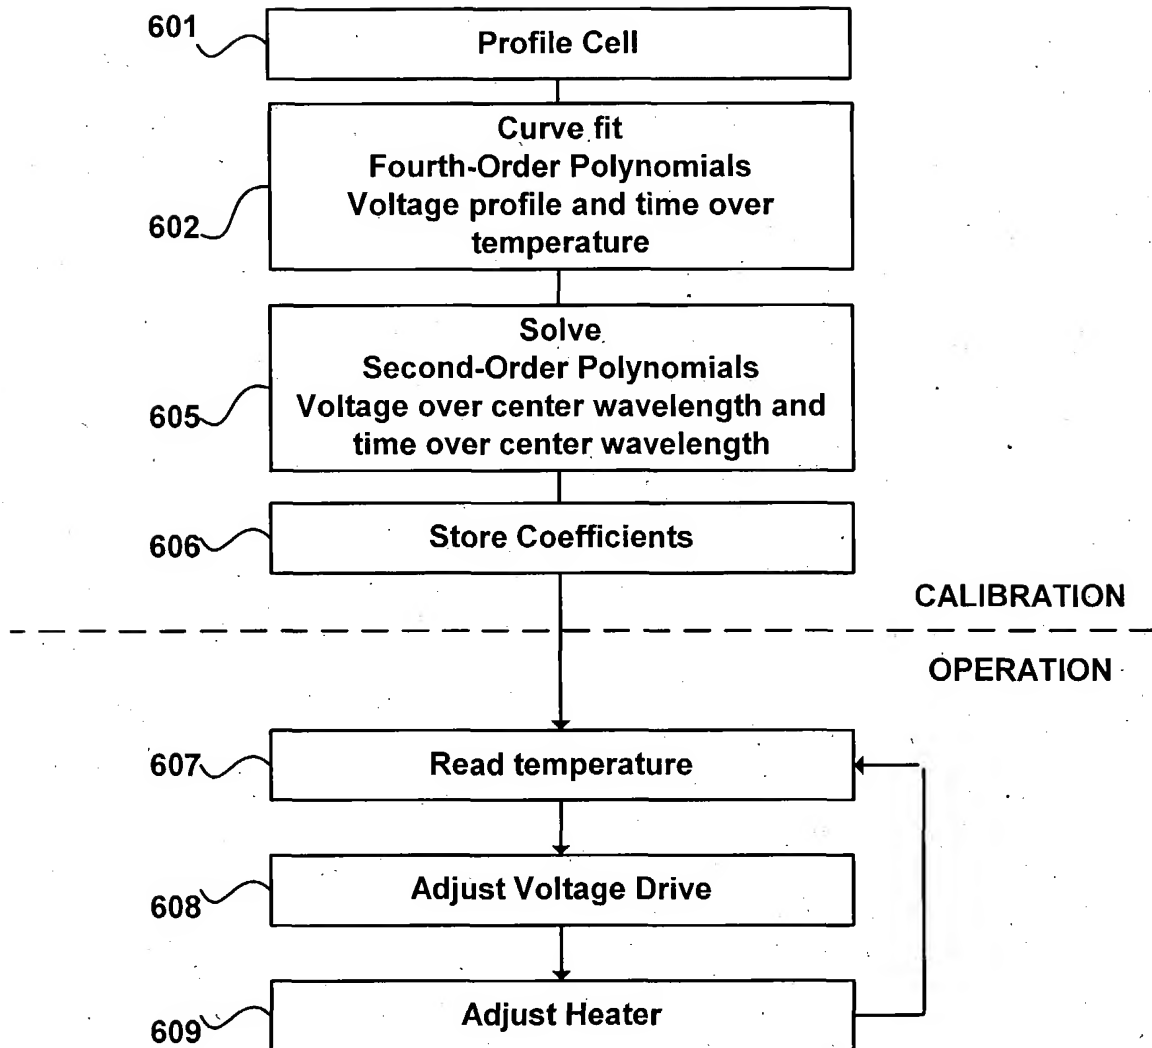 601
Profile Cell
Curve fit
Fourth-Order Polynomials
Voltage profile and time over
temperature
602
Solve
Second-Order Polynomials
Voltage over center wavelength and
time over center wavelength
605
606
Store Coefficients
CALIBRATION
OPERATION
607
Read temperature
608
Adjust Voltage Drive
609
Adjust Heater